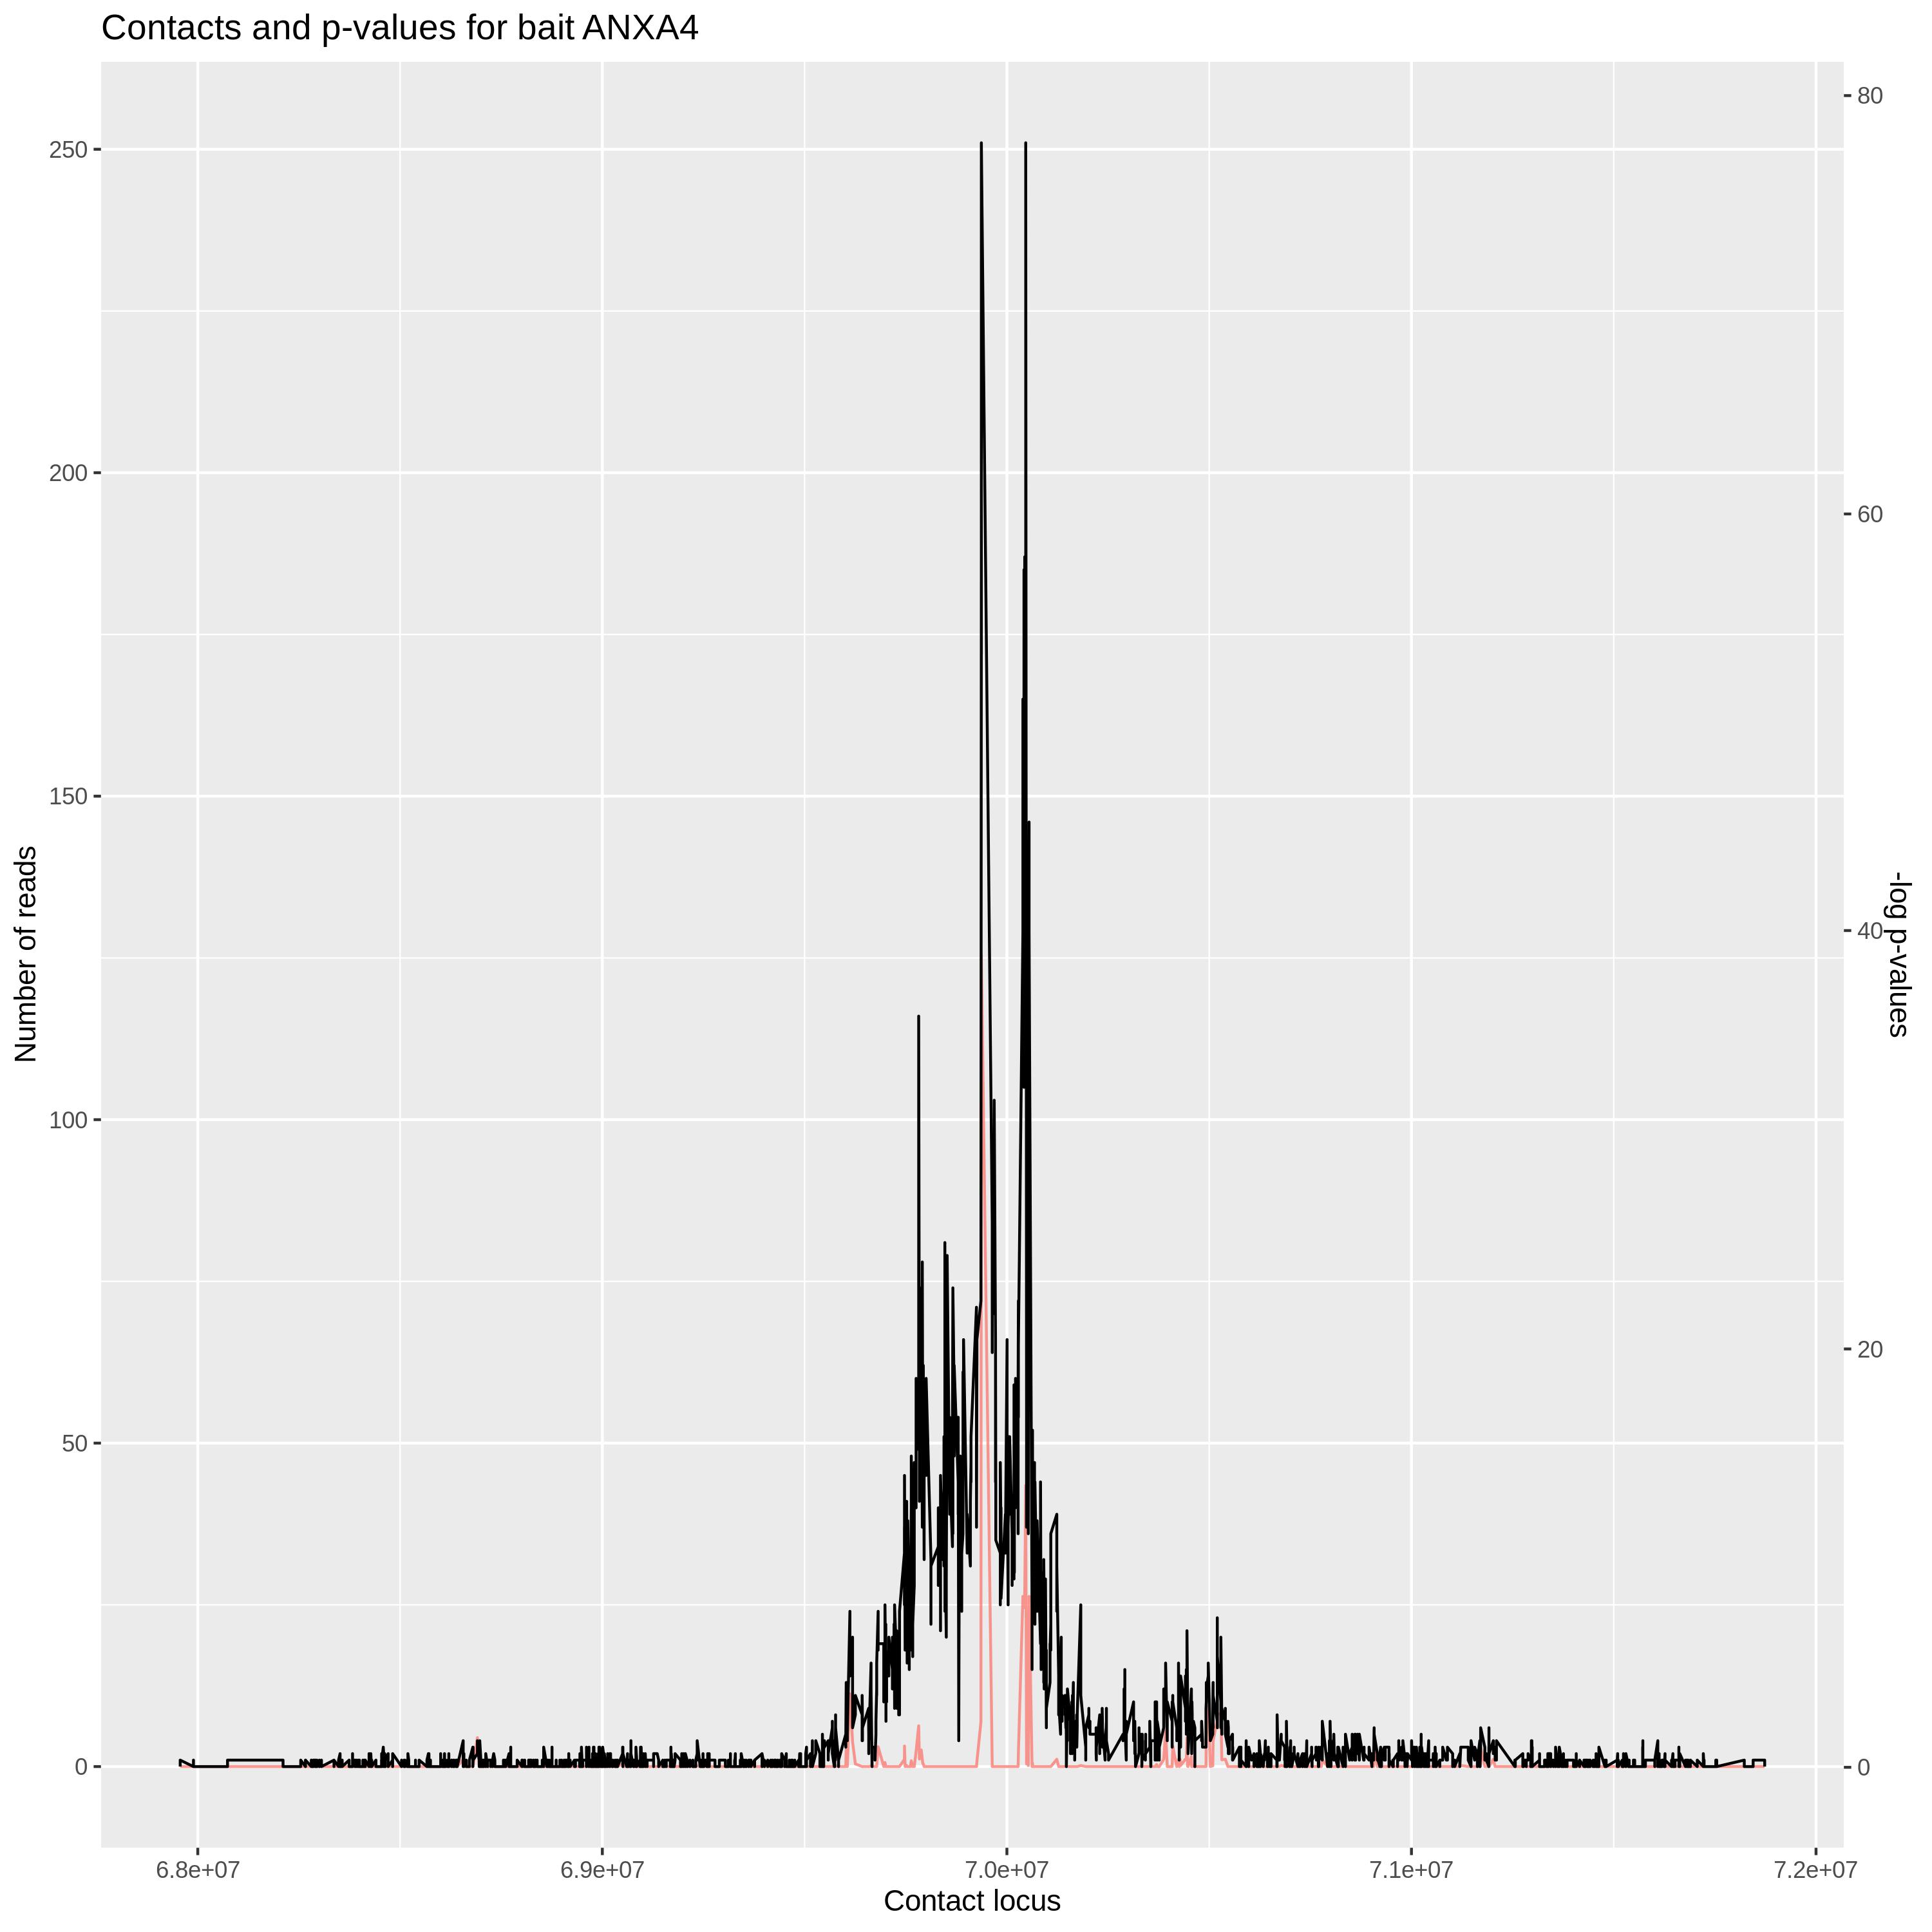 Contacts and p-values for bait ANXA4
250
200
150
100
50
0
Number of reads
80
60
40
20
0
-log p-values
6.8e+07
6.9e+07
7.0e+07
7.1e+07
7.2e+07
Contact locus